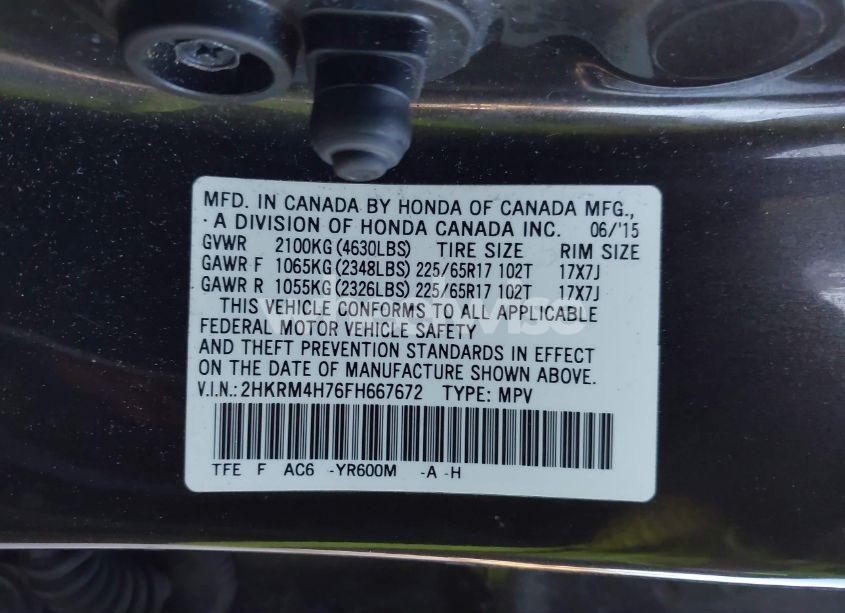 MFD. IN CANADA BY HONDA OF CANADA MFG.,
A DIVISION OF HONDA CANADA INC. 06/'15
GVWR 2100KG (4630LBS) TIRE SIZE RIM SIZE
GAWR F 1065KG (2348LBS) 225/65R17 102T 17X7J
GAWR R 1055KG (2326LBS) 225/65R17 102T 17X7J
THIS VEHICLE CONFORMS TO ALL APPLICABLE
FEDERAL MOTOR VEHICLE SAFETY
AND THEFT PREVENTION STANDARDS IN EFFECT
ON THE DATE OF MANUFACTURE SHOWN ABOVE.
V.I.N.: 2HKRM4H76FH667672 TYPE: MPV
TFE F AC6 -YR600M -A -H